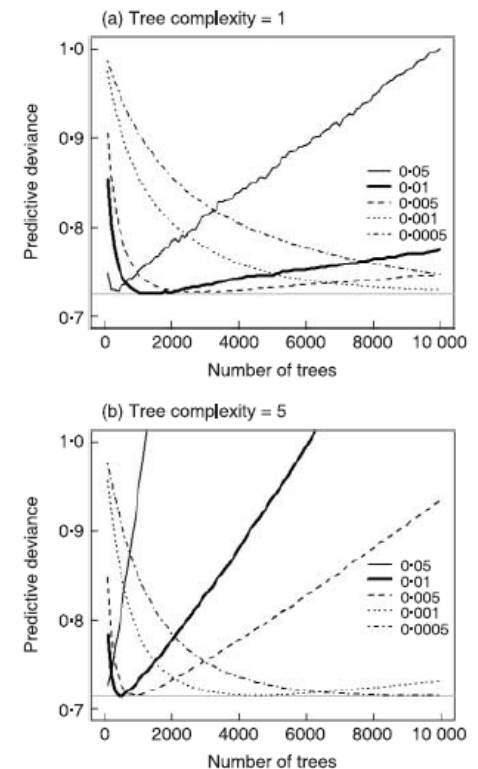 (a) Tree complexity = 1
1·0
0·9
0·8
0·7
Predictive deviance
0·05
0·01
0·005
0·001
0·0005
0 2000 4000 6000 8000 10 000
Number of trees
(b) Tree complexity = 5
1·0
0·9
0·8
0·7
Predictive deviance
0·05
0·01
0·005
0·001
0·0005
0 2000 4000 6000 8000 10 000
Number of trees